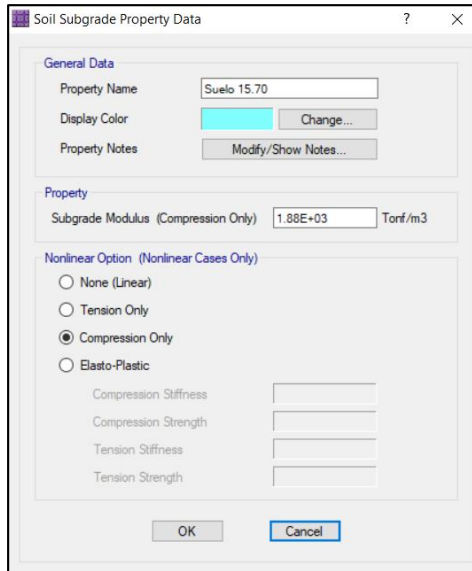 Soil Subgrade Property Data ? ×
General Data
Property Name Suelo 15.70
Display Color Change...
Property Notes Modify/Show Notes...
Property
Subgrade Modulus (Compression Only) 1.88E+03 Tonf/m3
Nonlinear Option (Nonlinear Cases Only)
None (Linear)
Tension Only
Compression Only
Elasto-Plastic
Compression Stiffness
Compression Strength
Tension Stiffness
Tension Strength
OK Cancel